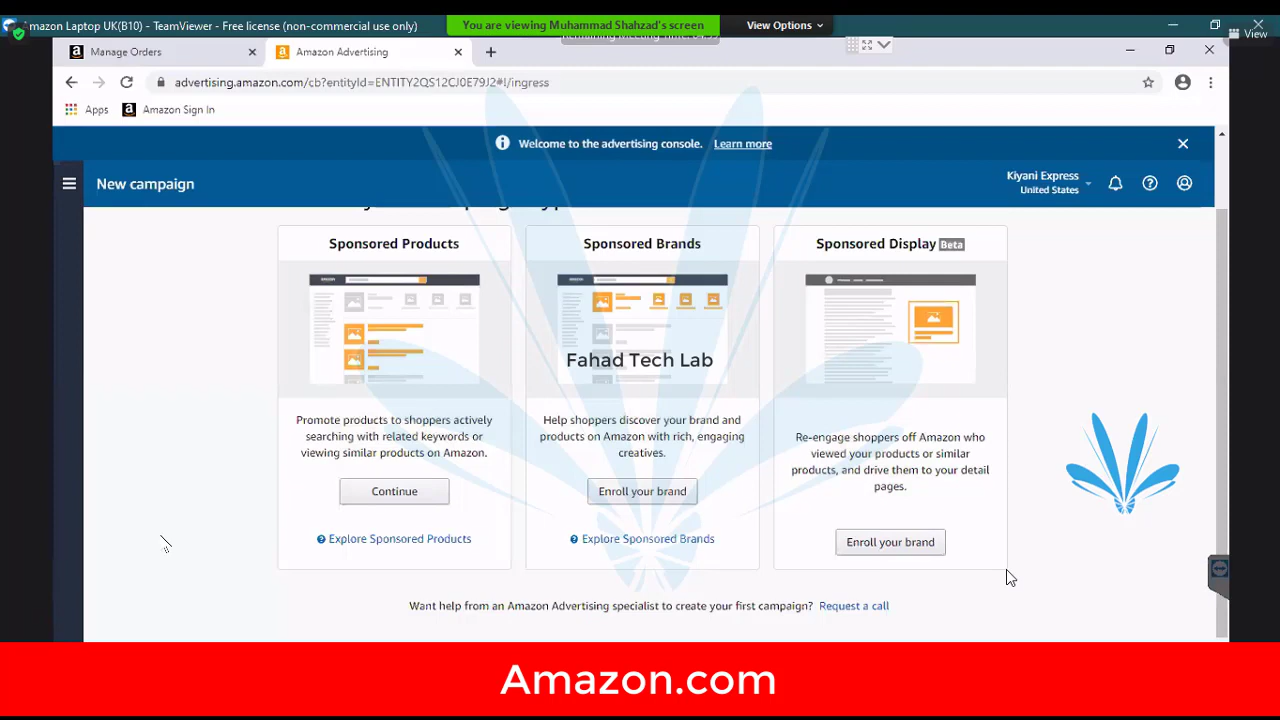 Amazon Laptop UK(B10) - TeamViewer - Free license (non-commercial use only)
You are viewing Muhammad Shahzad's screen
View Options
View
Manage Orders
Amazon Advertising
advertising.amazon.com/cb?entityId=ENTITY2QS12CJ0E79J2#!/ingress
Apps
Amazon Sign In
Welcome to the advertising console. Learn more
New campaign
Kiyani Express
United States
Sponsored Products
Sponsored Brands
Sponsored Display Beta
Fahad Tech Lab
Promote products to shoppers actively
searching with related keywords or
viewing similar products on Amazon.
Continue
Explore Sponsored Products
Help shoppers discover your brand and
products on Amazon with rich, engaging
creatives.
Enroll your brand
Explore Sponsored Brands
Re-engage shoppers off Amazon who
viewed your products or similar
products, and drive them to your detail
pages.
Enroll your brand
Want help from an Amazon Advertising specialist to create your first campaign? Request a call
Amazon.com